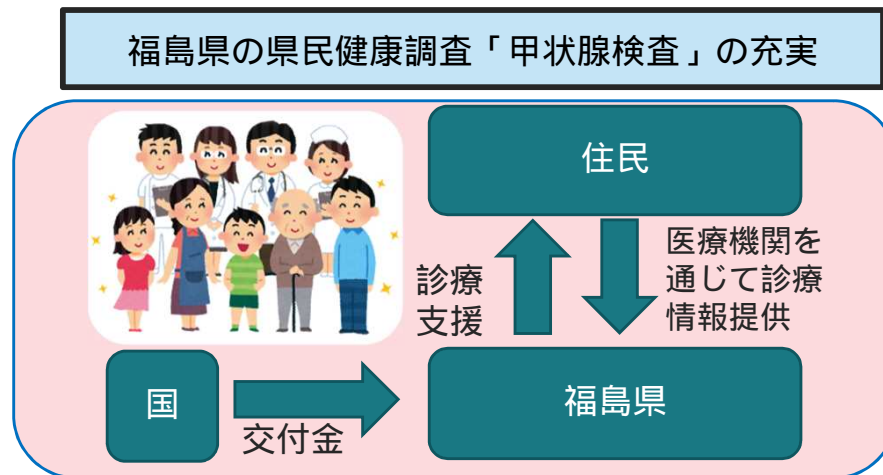 福島県の県民健康調査「甲状腺検査」の充実
住民
診療
支援
医療機関を
通じて診療
情報提供
国
交付金
福島県